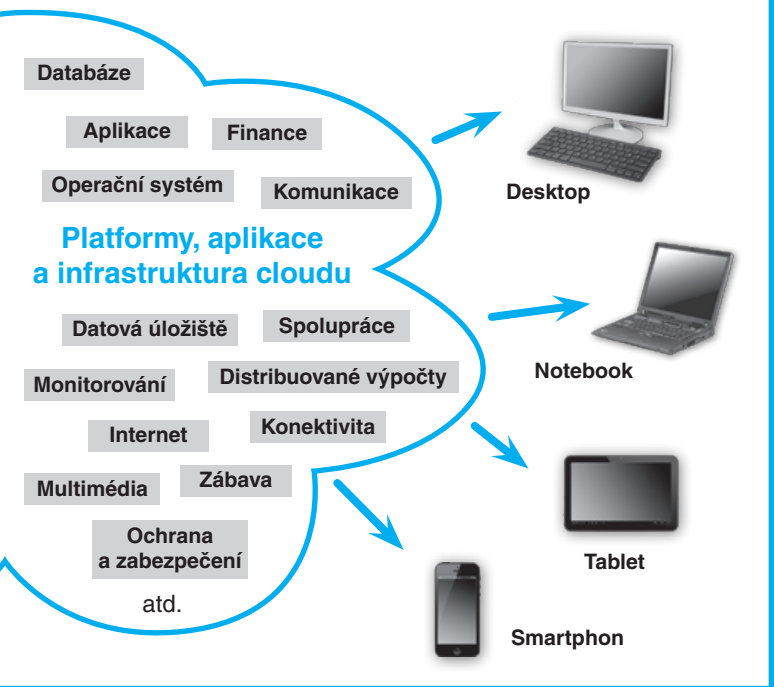 Databáze
Aplikace
Finance
Operační systém
Komunikace
Desktop
Platformy, aplikace
a infrastruktura cloudu
Datová úložiště
Spolupráce
Notebook
Monitorování
Distribuované výpočty
Internet
Konektivita
Multimédia
Zábava
Ochrana
a zabezpečení
Tablet
atd.
Smartphon